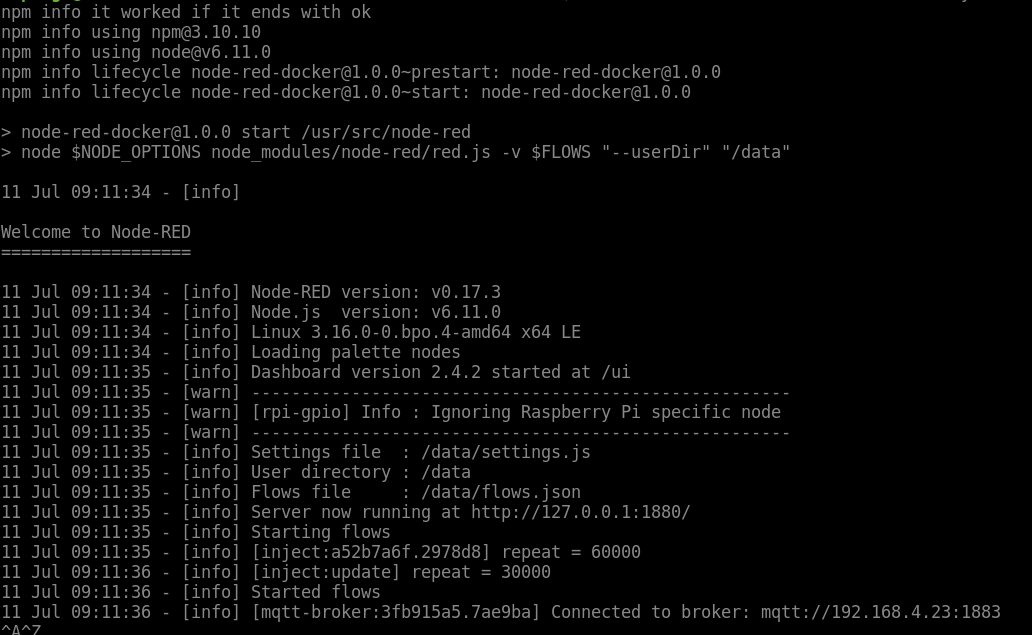 npm info it worked if it ends with ok
npm info using npm@3.10.10
npm info using node@v6.11.0
npm info lifecycle node-red-docker@1.0.0~prestart: node-red-docker@1.0.0
npm info lifecycle node-red-docker@1.0.0~start: node-red-docker@1.0.0
> node-red-docker@1.0.0 start /usr/src/node-red
> node $NODE_OPTIONS node_modules/node-red/red.js -v $FLOWS "--userDir" "/data"
11 Jul 09:11:34 - [info]
Welcome to Node-RED
===================
11 Jul 09:11:34 - [info] Node-RED version: v0.17.3
11 Jul 09:11:34 - [info] Node.js  version: v6.11.0
11 Jul 09:11:34 - [info] Linux 3.16.0-0.bpo.4-amd64 x64 LE
11 Jul 09:11:34 - [info] Loading palette nodes
11 Jul 09:11:35 - [info] Dashboard version 2.4.2 started at /ui
11 Jul 09:11:35 - [warn] ------------------------------------------------------
11 Jul 09:11:35 - [warn] [rpi-gpio] Info : Ignoring Raspberry Pi specific node
11 Jul 09:11:35 - [warn] ------------------------------------------------------
11 Jul 09:11:35 - [info] Settings file  : /data/settings.js
11 Jul 09:11:35 - [info] User directory : /data
11 Jul 09:11:35 - [info] Flows file     : /data/flows.json
11 Jul 09:11:35 - [info] Server now running at http://127.0.0.1:1880/
11 Jul 09:11:35 - [info] Starting flows
11 Jul 09:11:35 - [info] [inject:a52b7a6f.2978d8] repeat = 60000
11 Jul 09:11:36 - [info] [inject:update] repeat = 30000
11 Jul 09:11:36 - [info] Started flows
11 Jul 09:11:36 - [info] [mqtt-broker:3fb915a5.7ae9ba] Connected to broker: mqtt://192.168.4.23:1883
^A^Z